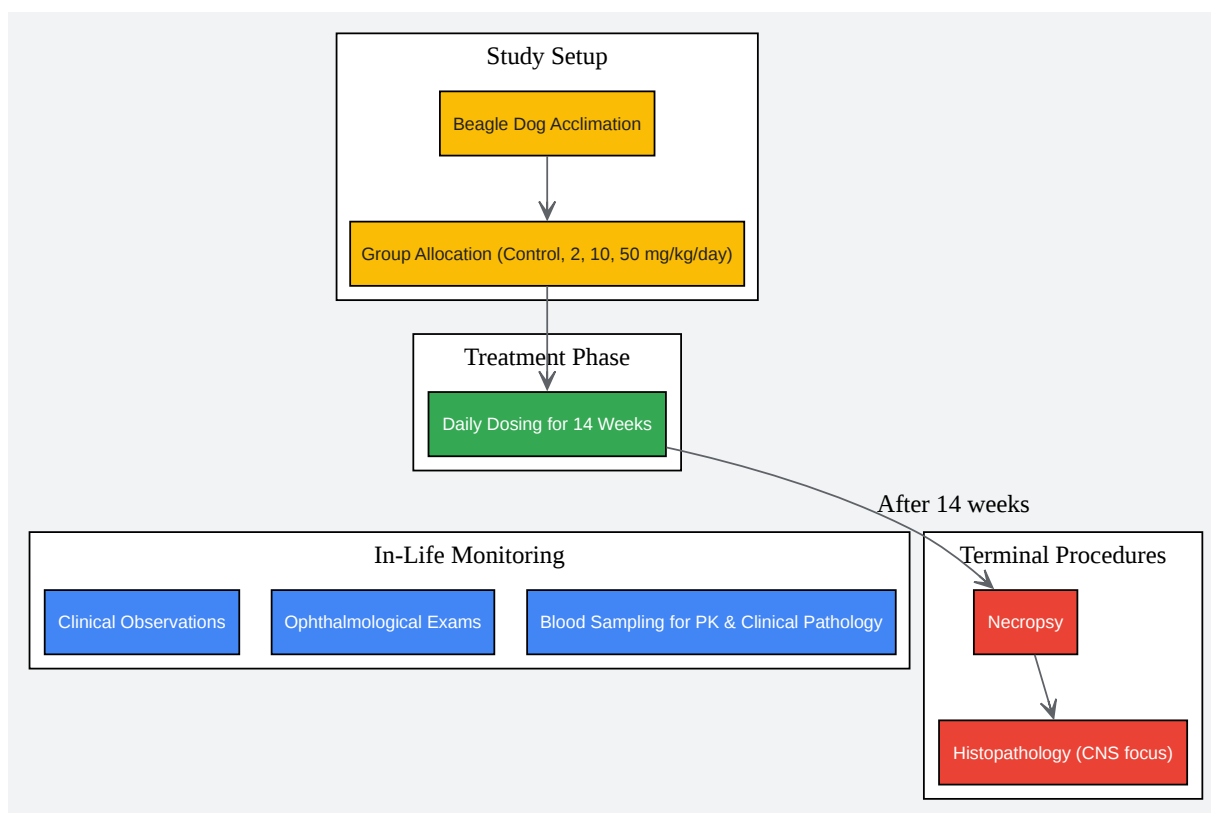 Study Setup
Beagle Dog Acclimation
Group Allocation (Control, 2, 10, 50 mg/kg/day)
Treatment Phase
Daily Dosing for 14 Weeks
After 14 weeks
In-Life Monitoring
Clinical Observations
Ophthalmological Exams
Blood Sampling for PK & Clinical Pathology
Terminal Procedures
Necropsy
Histopathology (CNS focus)